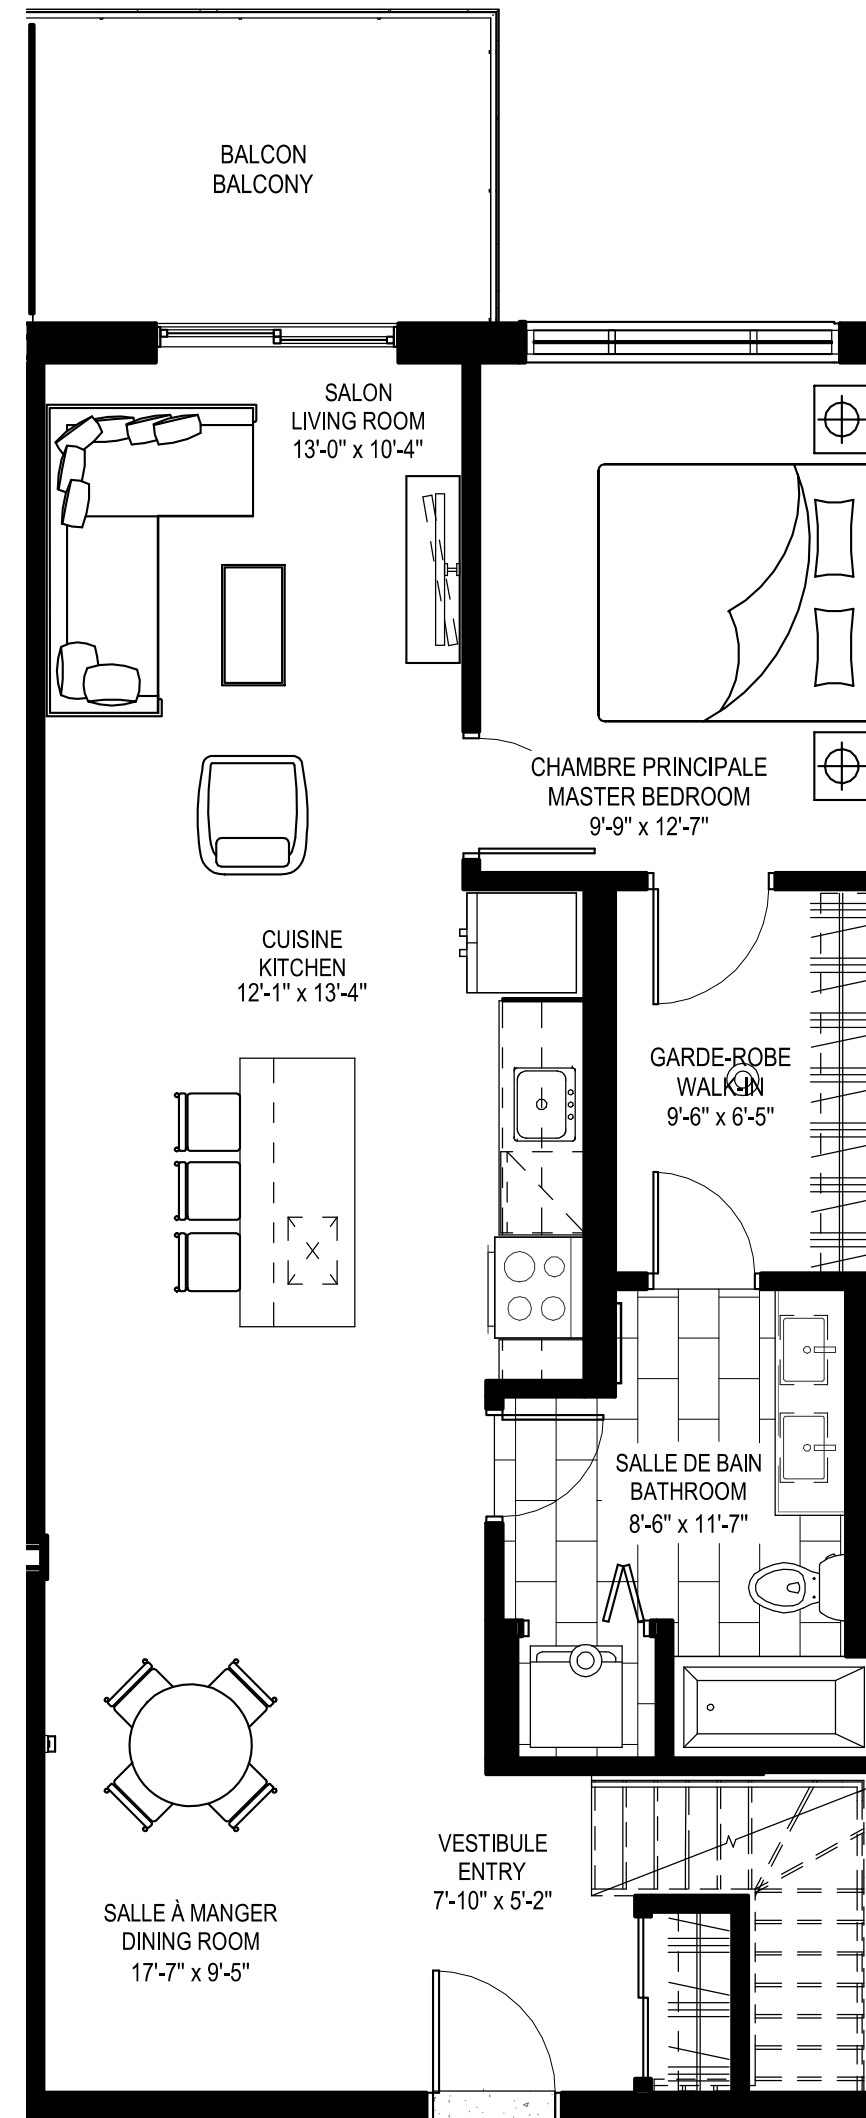 BALCON
BALCONY
SALON
LIVING ROOM
13'-0" x 10'-4"
CHAMBRE PRINCIPALE
MASTER BEDROOM
9'-9" x 12'-7"
CUISINE
KITCHEN
12'-1" x 13'-4"
GARDE-ROBE
WALK-IN
9'-6" x 6'-5"
SALLE DE BAIN
BATHROOM
8'-6" x 11'-7"
VESTIBULE
ENTRY
7'-10" x 5'-2"
SALLE À MANGER
DINING ROOM
17'-7" x 9'-5"